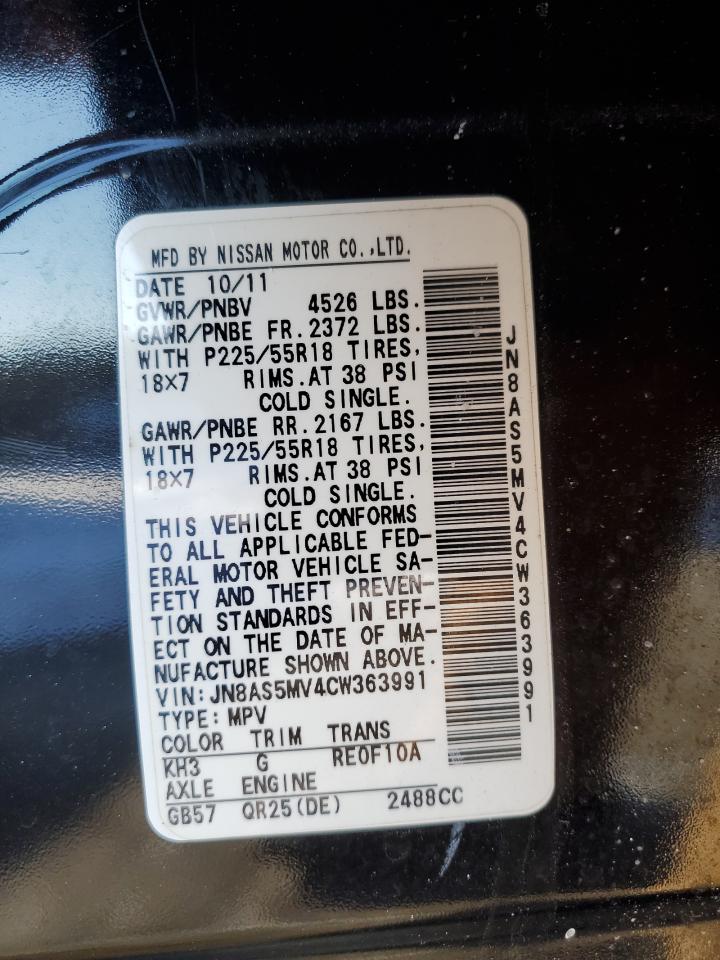 MFD BY NISSAN MOTOR CO.,LTD.
DATE 10/11
GVWR/PNBV 4526 LBS.
GAWR/PNBE FR.2372 LBS.
WITH P225/55R18 TIRES,
18X7 RIMS.AT 38 PSI
COLD SINGLE.
GAWR/PNBE RR.2167 LBS.
WITH P225/55R18 TIRES,
18X7 RIMS.AT 38 PSI
COLD SINGLE.
THIS VEHICLE CONFORMS
TO ALL APPLICABLE FED-
ERAL MOTOR VEHICLE SA-
FETY AND THEFT PREVEN-
TION STANDARDS IN EFF-
ECT ON THE DATE OF MA-
NUFACTURE SHOWN ABOVE.
VIN:JN8AS5MV4CW363991
TYPE:MPV
COLOR TRIM TRANS
KH3 G RE0F10A
AXLE ENGINE
GB57 QR25(DE) 2488CC
JN8AS5MV4CW363991